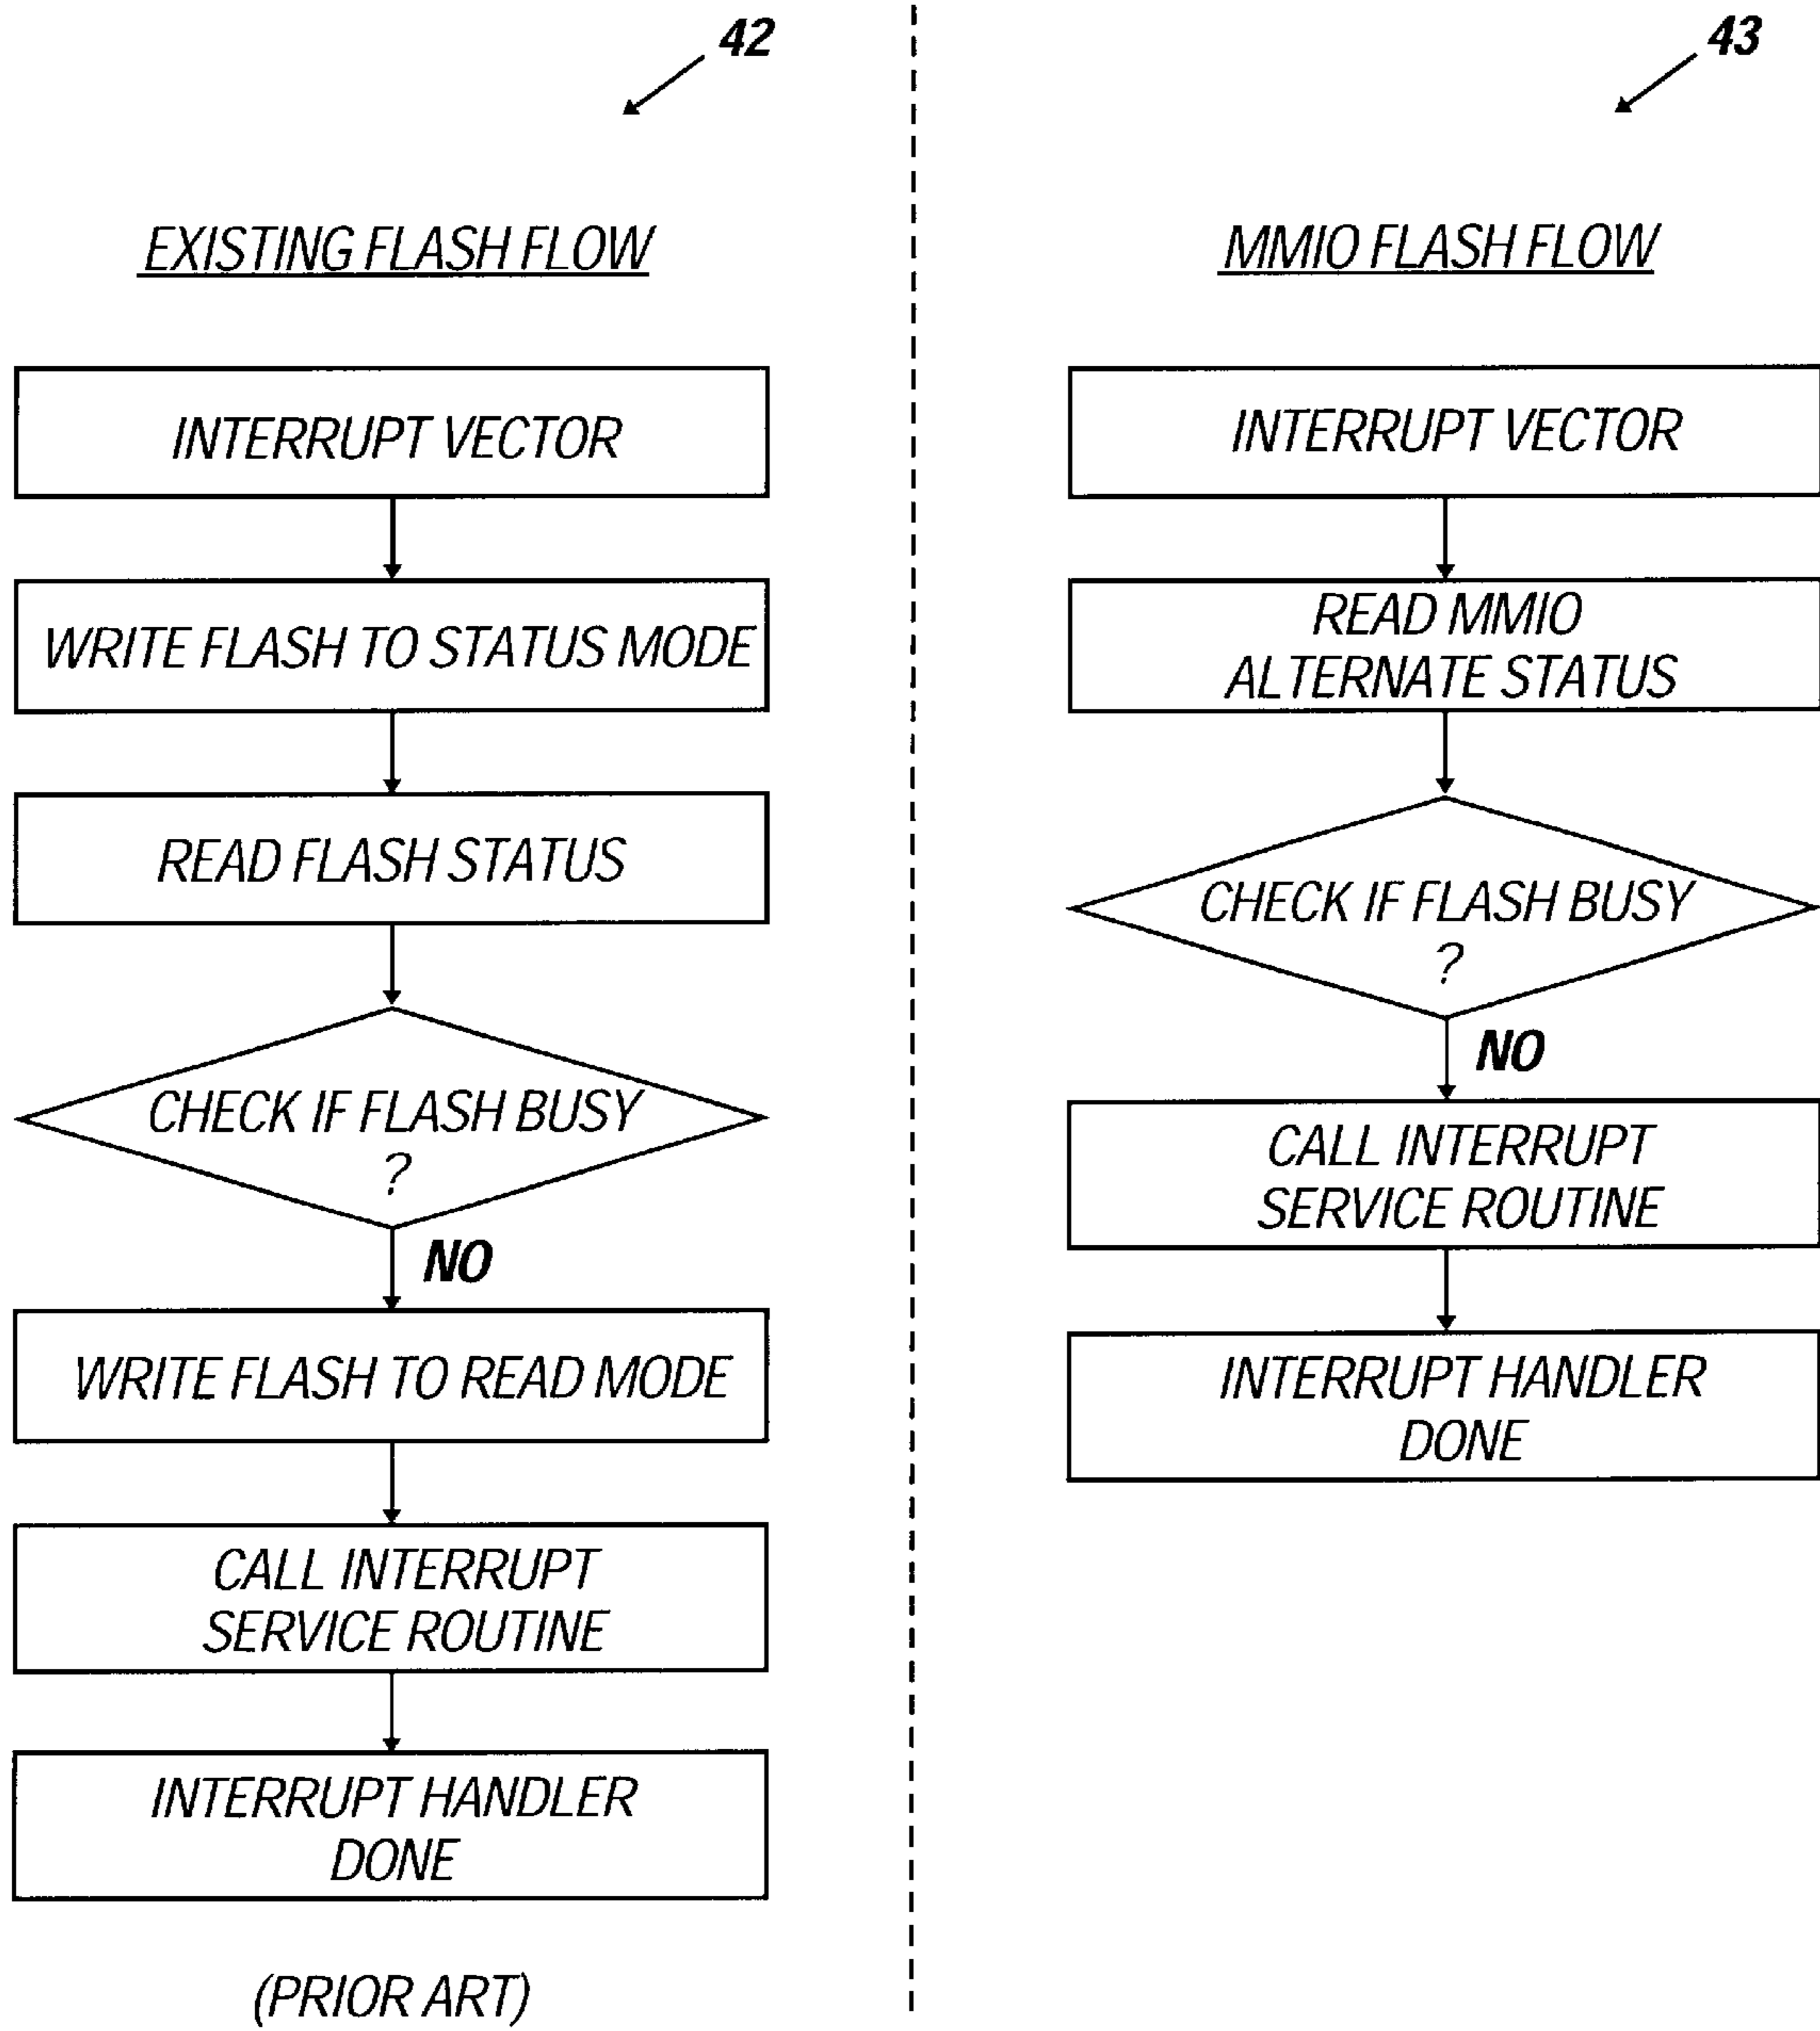 42
EXISTING FLASH FLOW
INTERRUPT VECTOR
WRITE FLASH TO STATUS MODE
READ FLASH STATUS
CHECK IF FLASH BUSY
?
NO
WRITE FLASH TO READ MODE
CALL INTERRUPT
SERVICE ROUTINE
INTERRUPT HANDLER
DONE
(PRIOR ART)
43
MMIO FLASH FLOW
INTERRUPT VECTOR
READ MMIO
ALTERNATE STATUS
CHECK IF FLASH BUSY
?
NO
CALL INTERRUPT
SERVICE ROUTINE
INTERRUPT HANDLER
DONE